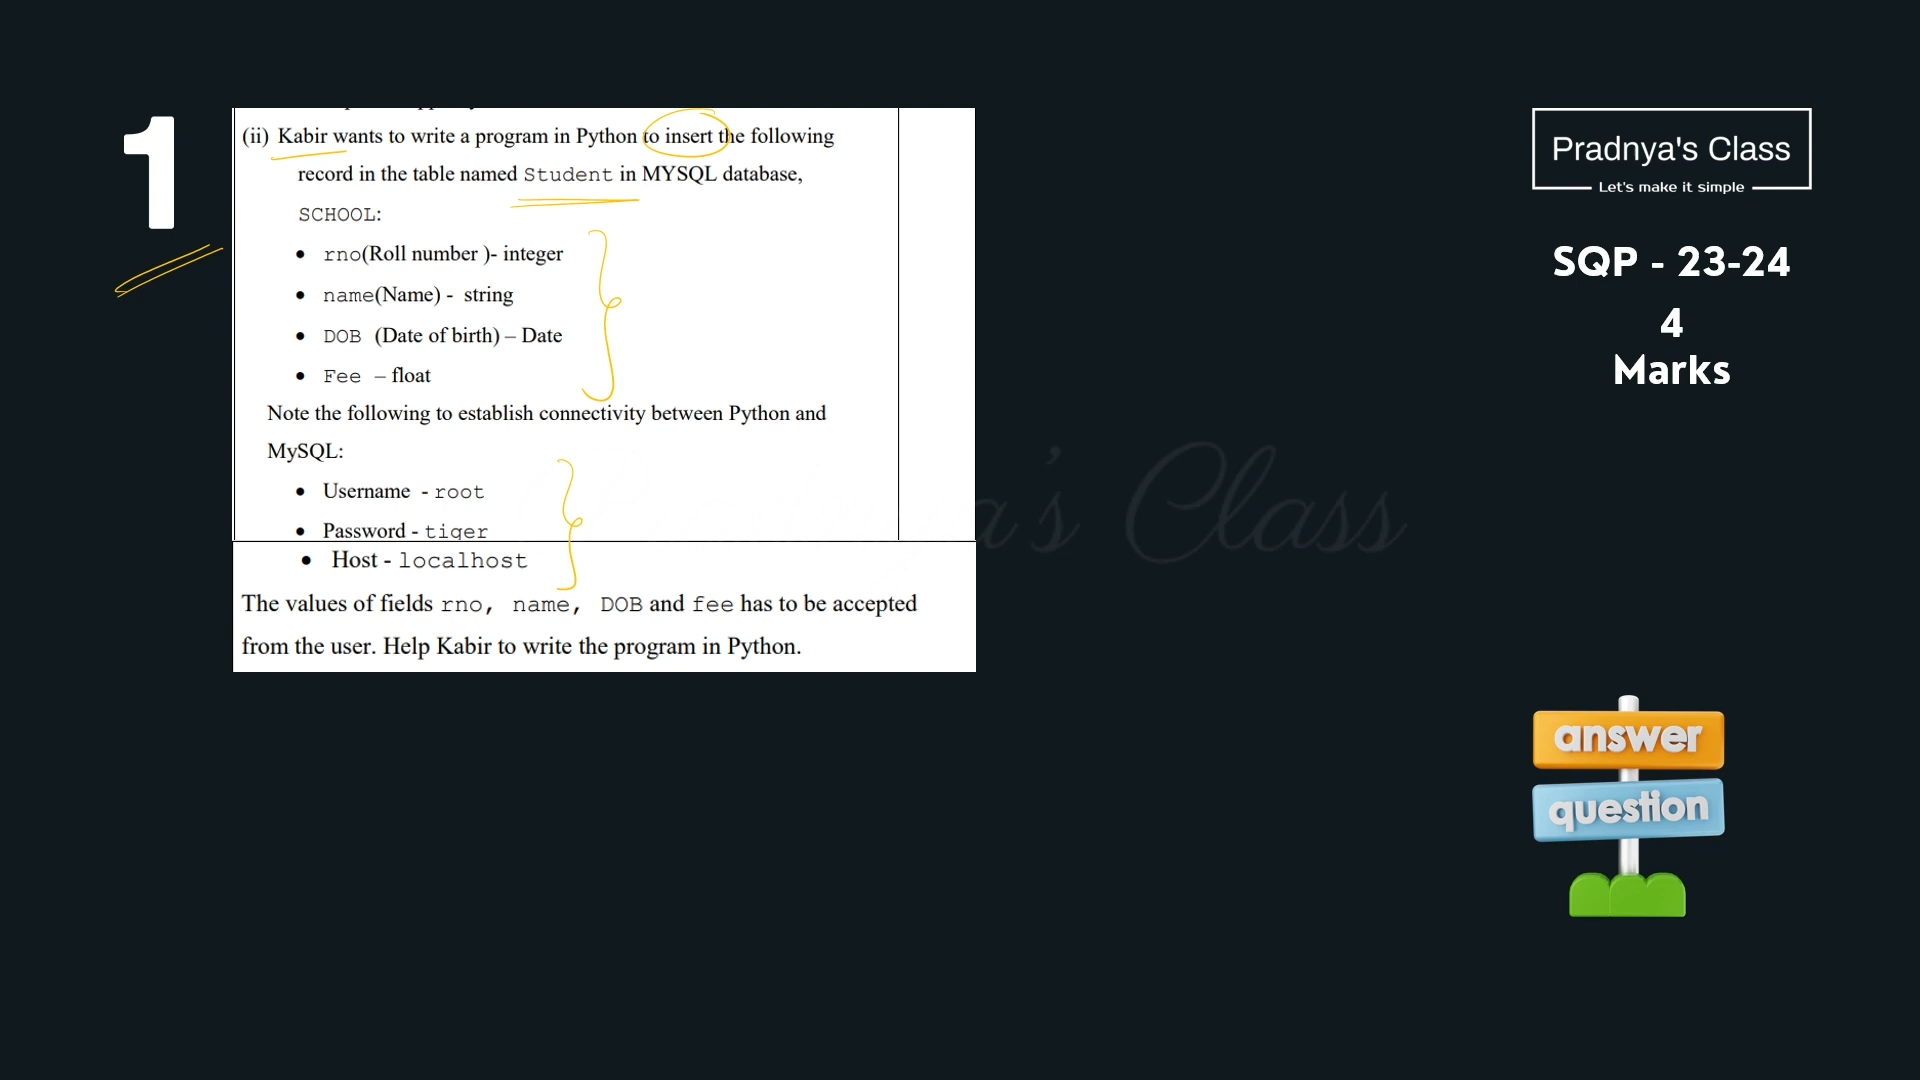 1
(ii) Kabir wants to write a program in Python to insert the following
record in the table named Student in MYSQL database,
SCHOOL:
• rno(Roll number )- integer
• name(Name) - string
• DOB (Date of birth) – Date
• Fee – float
Note the following to establish connectivity between Python and
MySQL:
• Username - root
• Password - tiger
• Host - localhost
The values of fields rno, name, DOB and fee has to be accepted
from the user. Help Kabir to write the program in Python.
Pradnya's Class
Let's make it simple
SQP - 23-24
4
Marks
Pradnya's Class
answer
question